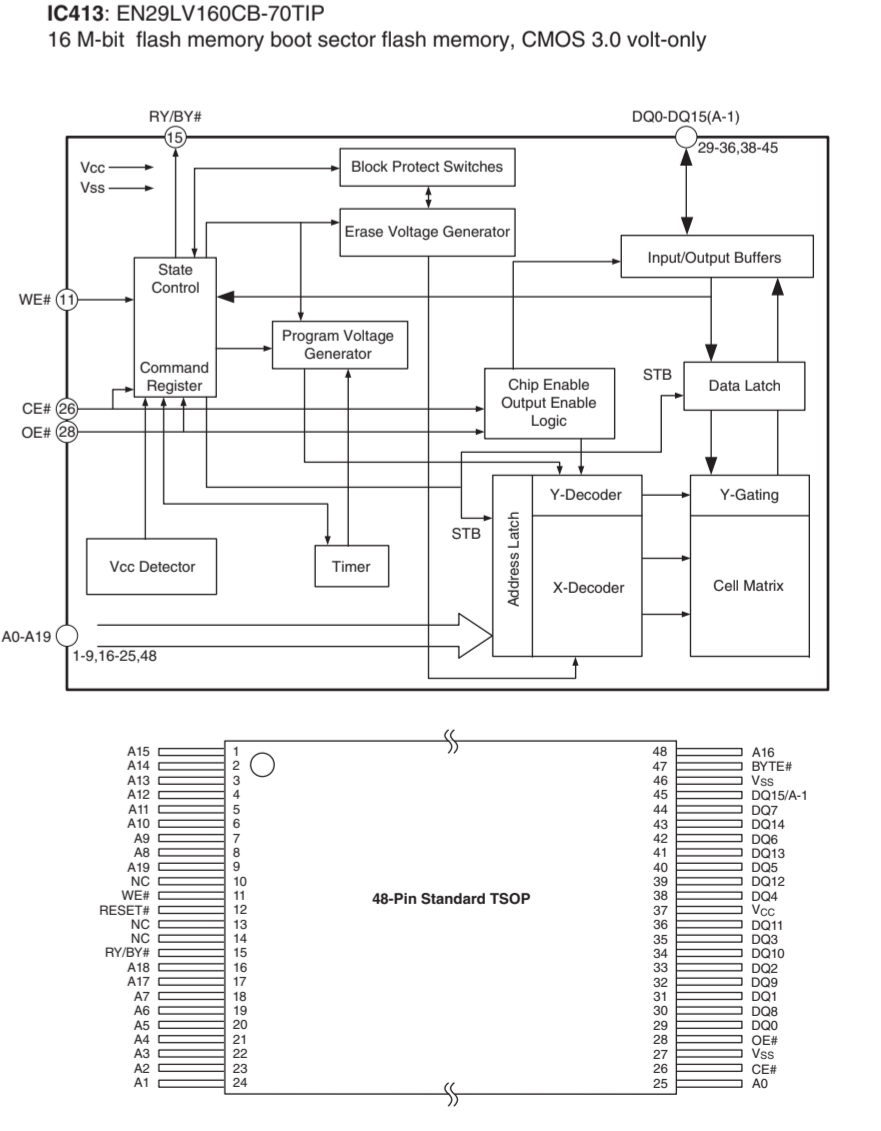 IC413: EN29LV160CB-70TIP
16 M-bit flash memory boot sector flash memory, CMOS 3.0 volt-only
RY/BY#
15
DQ0-DQ15(A-1)
29-36,38-45
Vcc
Vss
Block Protect Switches
Erase Voltage Generator
Input/Output Buffers
State
Control
WE# 11
Program Voltage
Generator
Command
Register
STB
Data Latch
Chip Enable
Output Enable
Logic
CE# 26
OE# 28
Y-Decoder
Y-Gating
STB
Address Latch
Vcc Detector
Timer
X-Decoder
Cell Matrix
A0-A19
1-9,16-25,48
A15 1 48 A16
A14 2 47 BYTE#
A13 3 46 Vss
A12 4 45 DQ15/A-1
A11 5 44 DQ7
A10 6 43 DQ14
A9 7 42 DQ6
A8 8 41 DQ13
A19 9 40 DQ5
NC 10 39 DQ12
WE# 11 38 DQ4
RESET# 12 37 Vcc
NC 13 36 DQ11
NC 14 35 DQ3
RY/BY# 15 34 DQ10
A18 16 33 DQ2
A17 17 32 DQ9
A7 18 31 DQ1
A6 19 30 DQ8
A5 20 29 DQ0
A4 21 28 OE#
A3 22 27 Vss
A2 23 26 CE#
A1 24 25 A0
48-Pin Standard TSOP